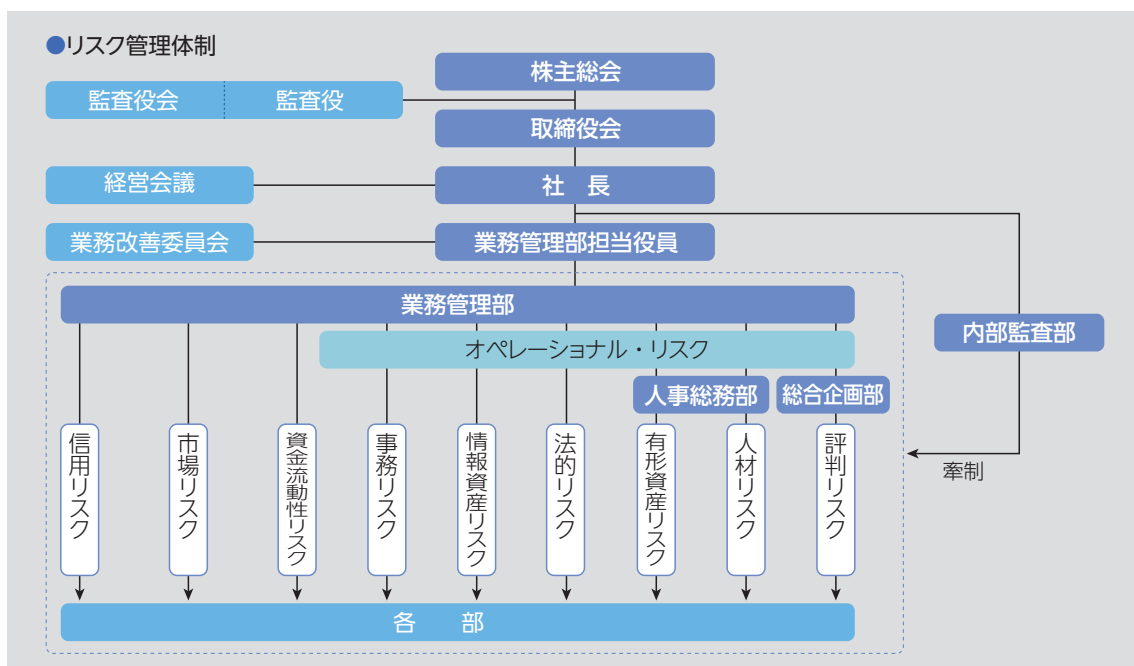 ●リスク管理体制
株主総会
監査役会 監査役
取締役会
経営会議
社 長
業務改善委員会
業務管理部担当役員
業務管理部
内部監査部
オペレーショナル・リスク
人事総務部
総合企画部
信用リスク
市場リスク
資金流動性リスク
事務リスク
情報資産リスク
法的リスク
有形資産リスク
人材リスク
評判リスク
牽制
各 部